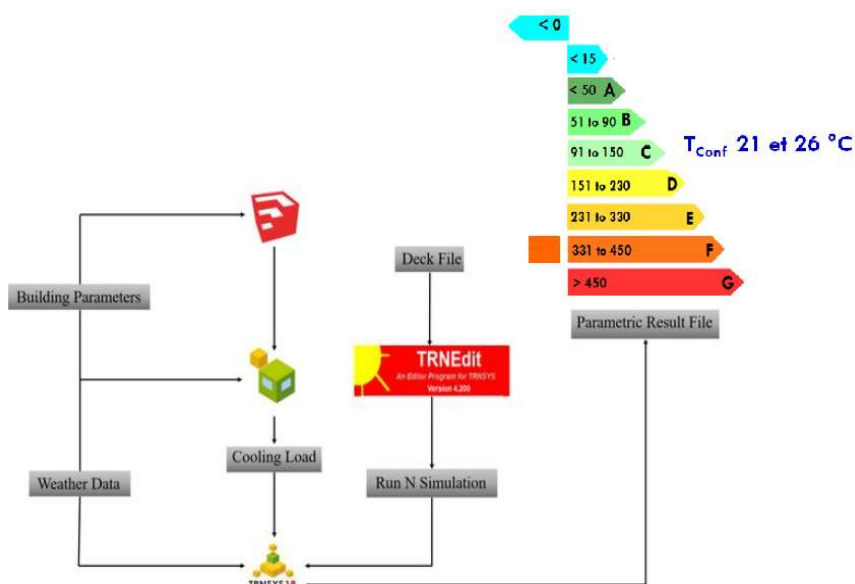 < 0
< 15
< 50 A
51 to 90 B
91 to 150 C
TConf 21 et 26 °C
151 to 230 D
231 to 330 E
331 to 450 F
> 450 G
Deck File
Building Parameters
Parametric Result File
TRNEdit
An Editor Program for TRNSYS
Version 4,200
Cooling Load
Weather Data
Run N Simulation
TRNSYS18